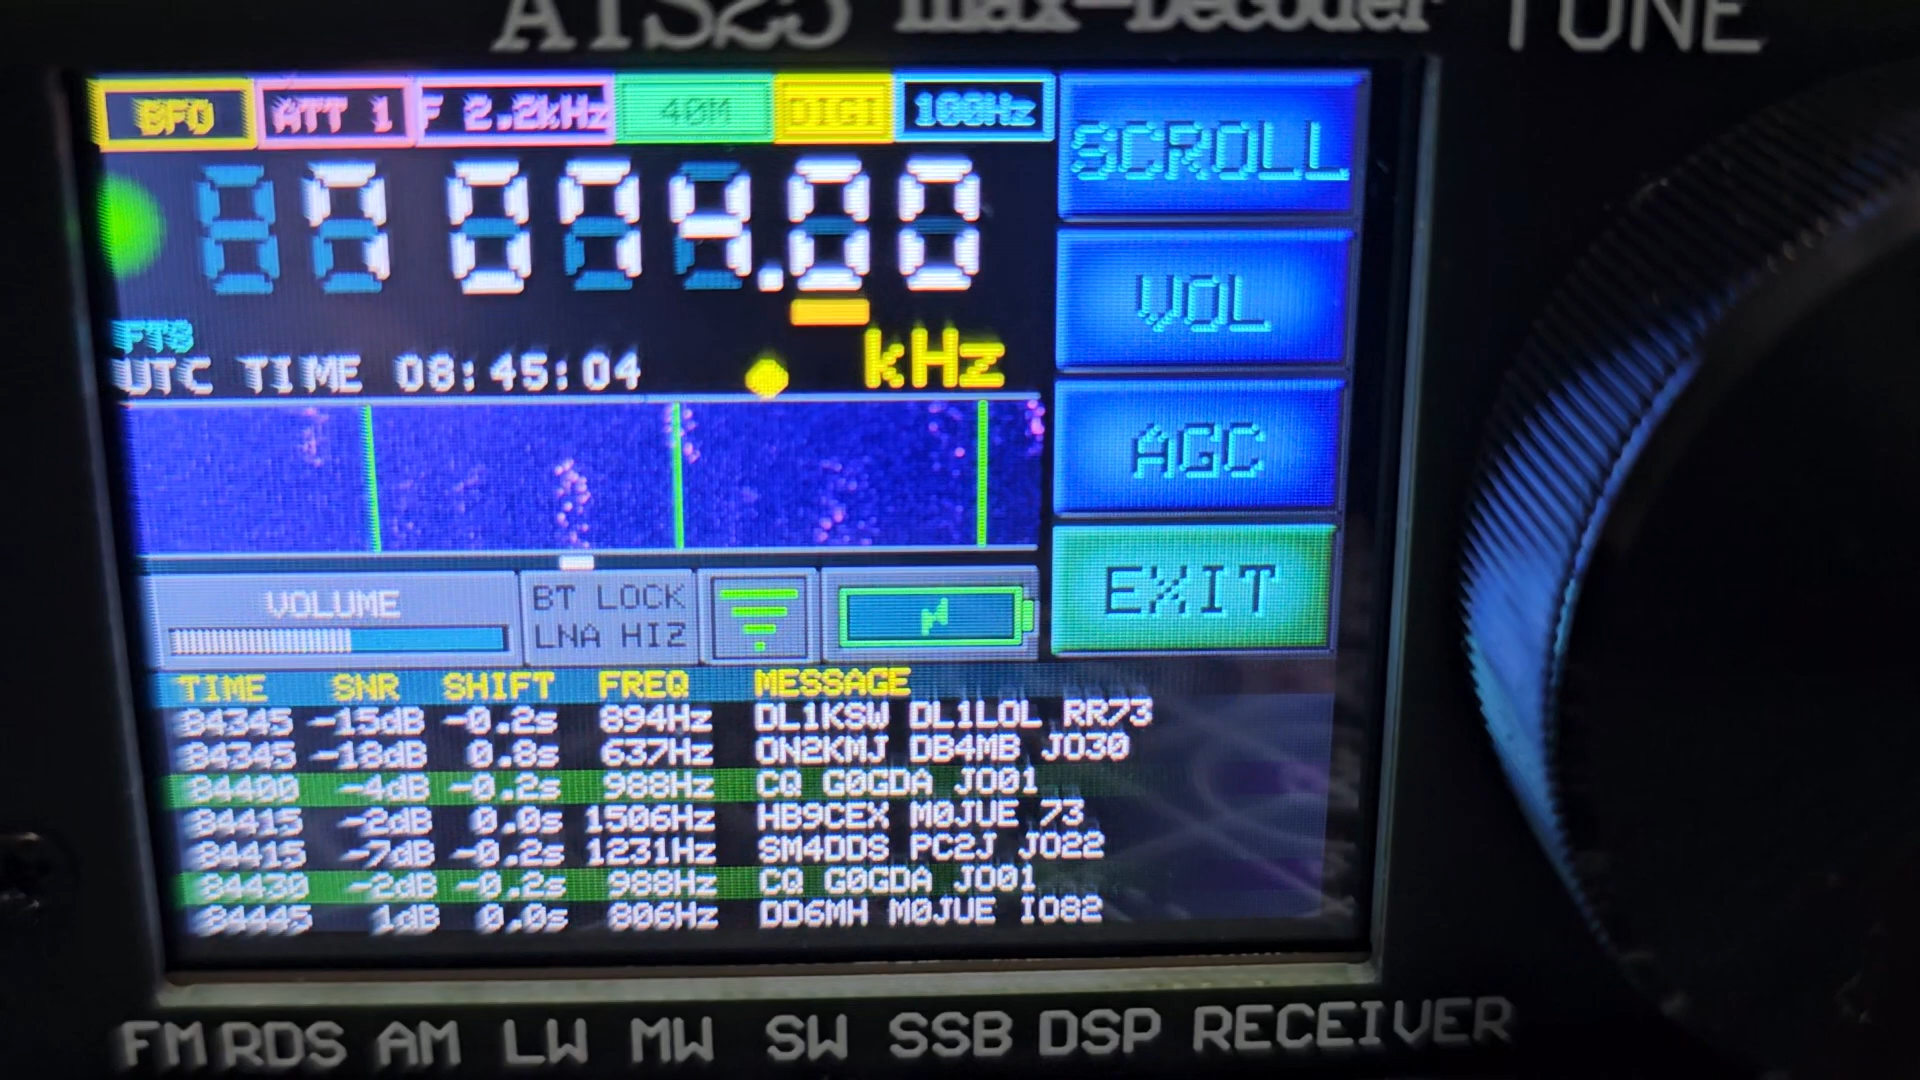 ATS25 max-Decoder TUNE
BFO ATT 1 F 2.2kHz 40M DIGI 100Hz
SCROLL
7 074.00
FT8
UTC TIME 08:45:04 kHz
VOL
AGC
VOLUME BT LOCK
LNA HIZ
EXIT
TIME SNR SHIFT FREQ MESSAGE
84345 -15dB -0.2s 894Hz DL1KSW DL1LOL RR73
84345 -18dB 0.8s 637Hz ON2KMJ DB4MB JO30
84400 -4dB -0.2s 988Hz CQ G0GDA JO01
84415 -2dB 0.0s 1506Hz HB9CEX M0JUE 73
84415 -7dB -0.2s 1231Hz SM4DDS PC2J JO22
84430 -2dB -0.2s 988Hz CQ G0GDA JO01
84445 1dB 0.0s 806Hz DD6MH M0JUE IO82
FM RDS AM LW MW SW SSB DSP RECEIVER